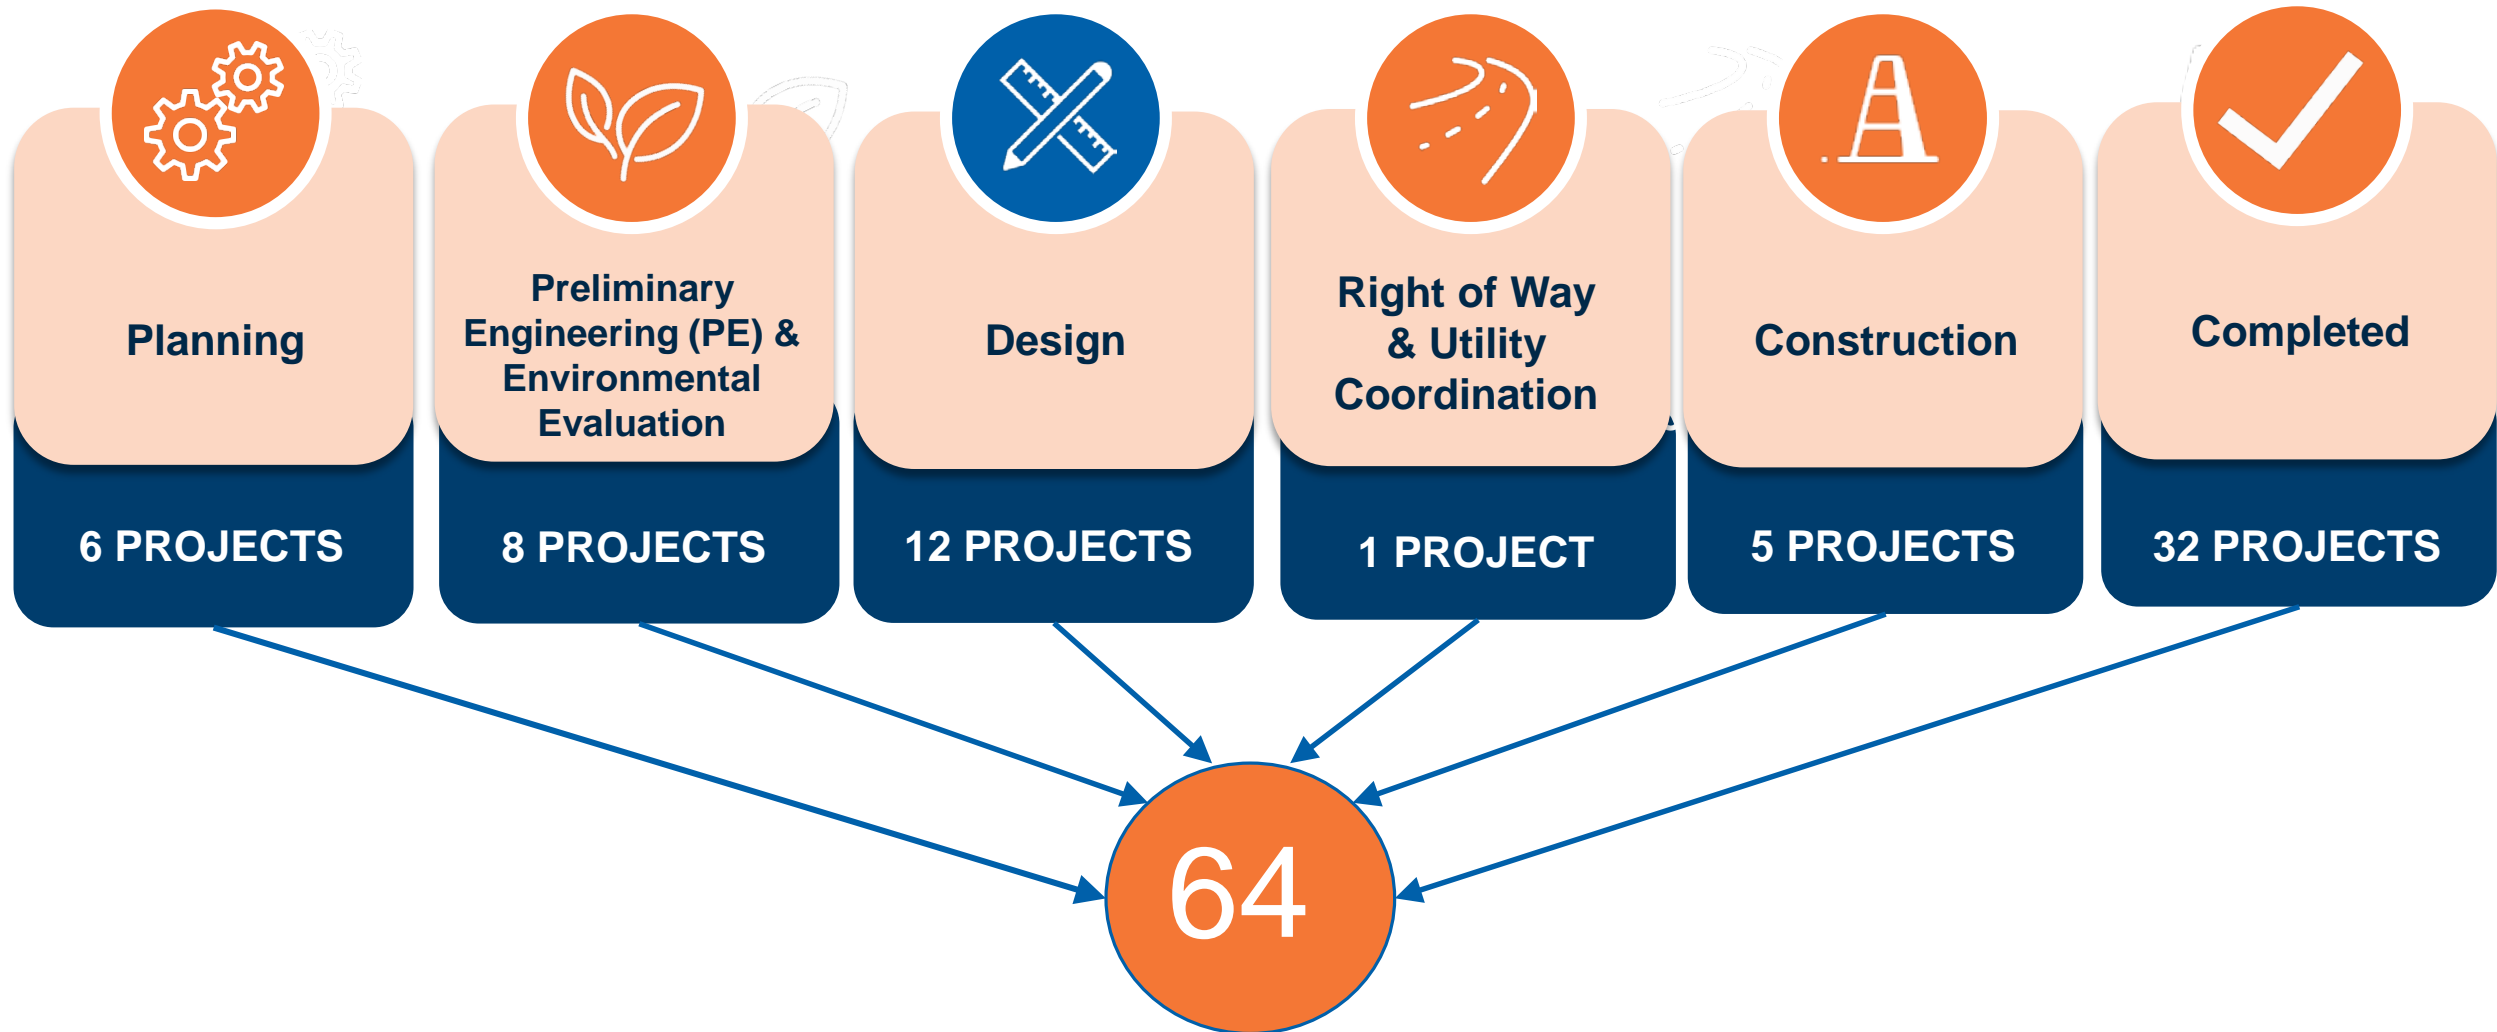 Planning
6 PROJECTS
Preliminary
Engineering (PE) &
Environmental
Evaluation
8 PROJECTS
Design
12 PROJECTS
Right of Way
& Utility
Coordination
1 PROJECT
Construction
5 PROJECTS
Completed
32 PROJECTS
64